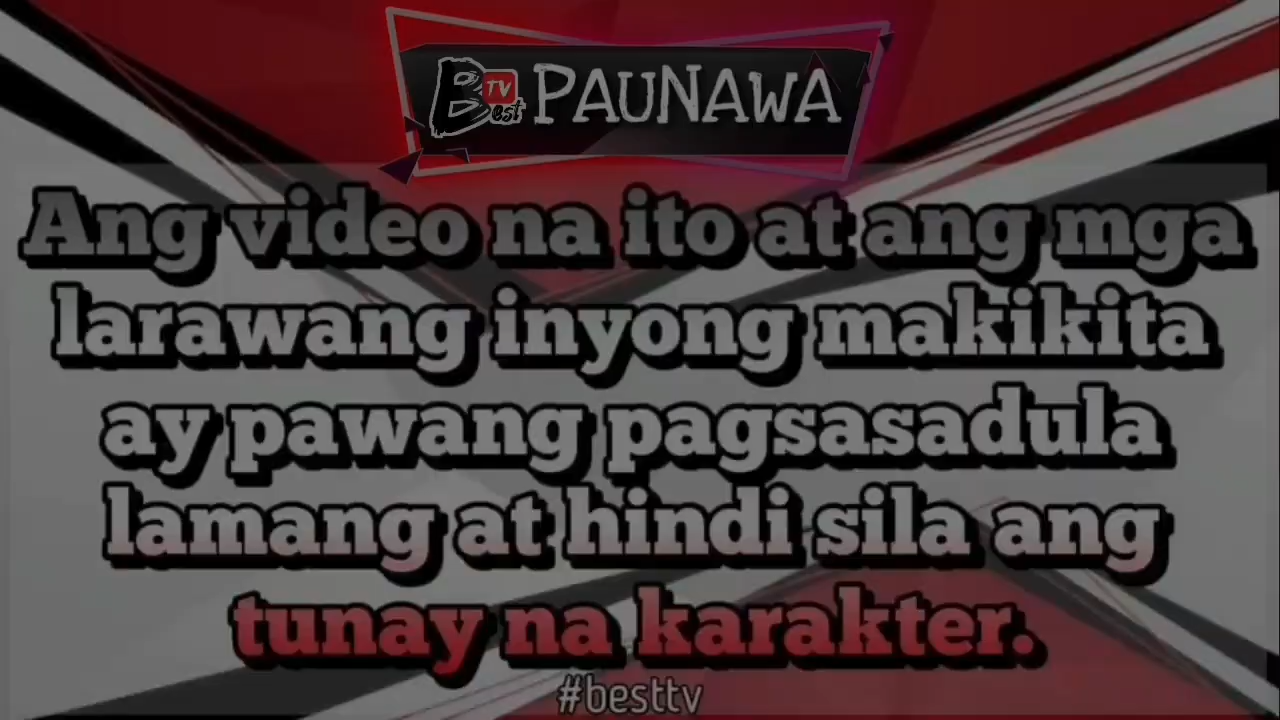 Best TV PAUNAWA
Ang video na ito at ang mga
larawang inyong makikita
ay pawang pagsasadula
lamang at hindi sila ang
tunay na karakter.
#besttv